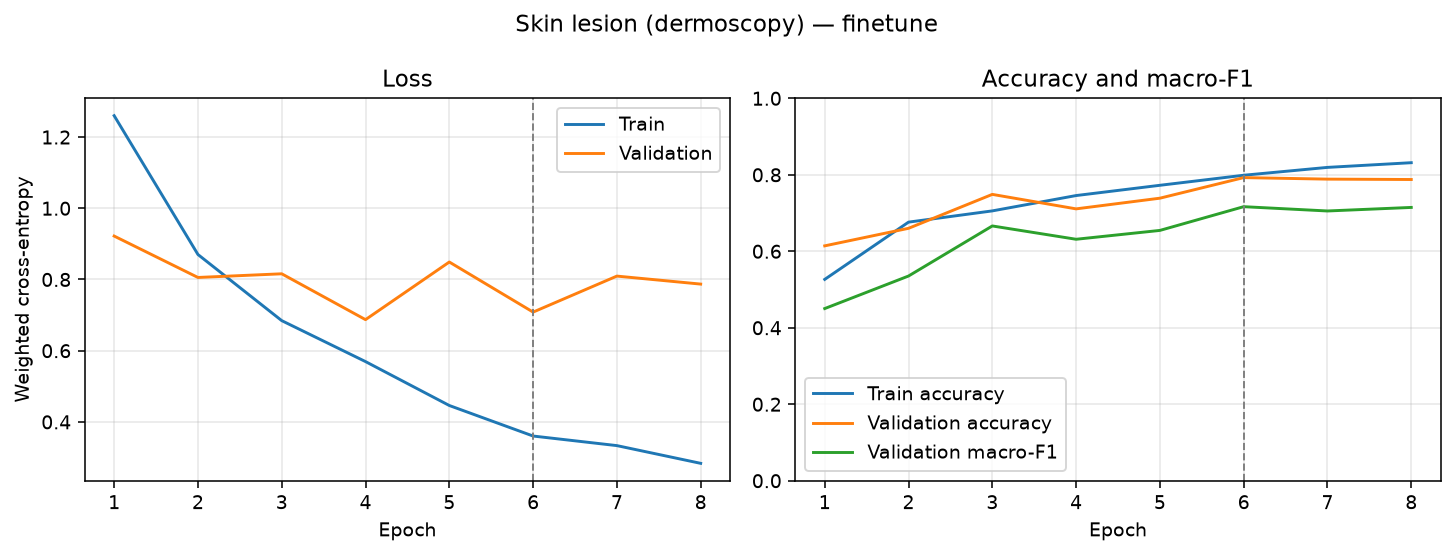 Skin lesion (dermoscopy) — finetune
Loss
Weighted cross-entropy
1.2
1.0
0.8
0.6
0.4
Train
Validation
1 2 3 4 5 6 7 8
Epoch
Accuracy and macro-F1
1.0
0.8
0.6
0.4
0.2
0.0
Train accuracy
Validation accuracy
Validation macro-F1
1 2 3 4 5 6 7 8
Epoch